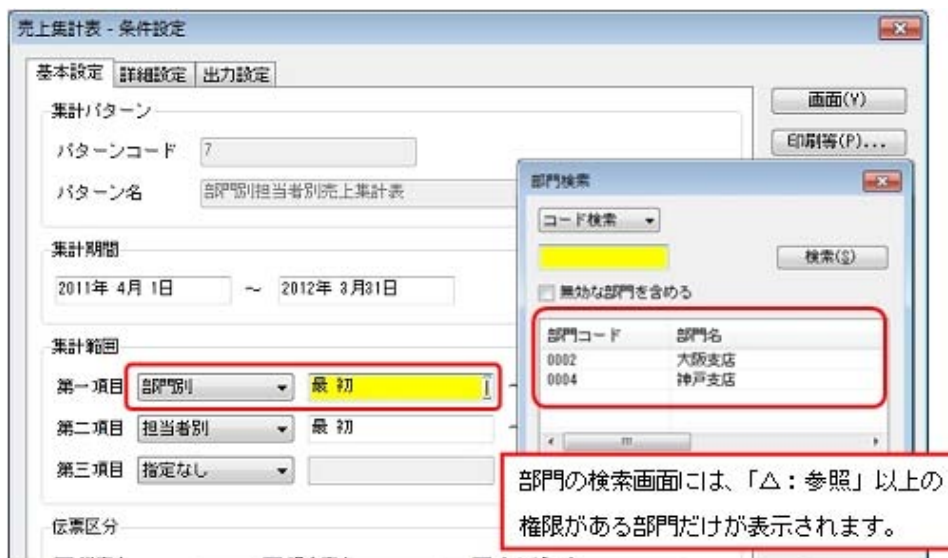 売上集計表 - 条件設定
基本設定 詳細設定 出力設定
画面(V)
印刷等(P)...
集計パターン
パターンコード 7
パターン名 部門別担当者別売上集計表
集計期間
2011年 4月 1日 ～ 2012年 3月31日
集計範囲
第一項目 部門別 最 初 ～
第二項目 担当者別 最 初 ～
第三項目 指定なし
伝票区分
部門検索
コード検索
検索(S)
無効な部門を含める
部門コード 部門名
0002 大阪支店
0004 神戸支店
部門の検索画面には、「△：参照」以上の
権限がある部門だけが表示されます。